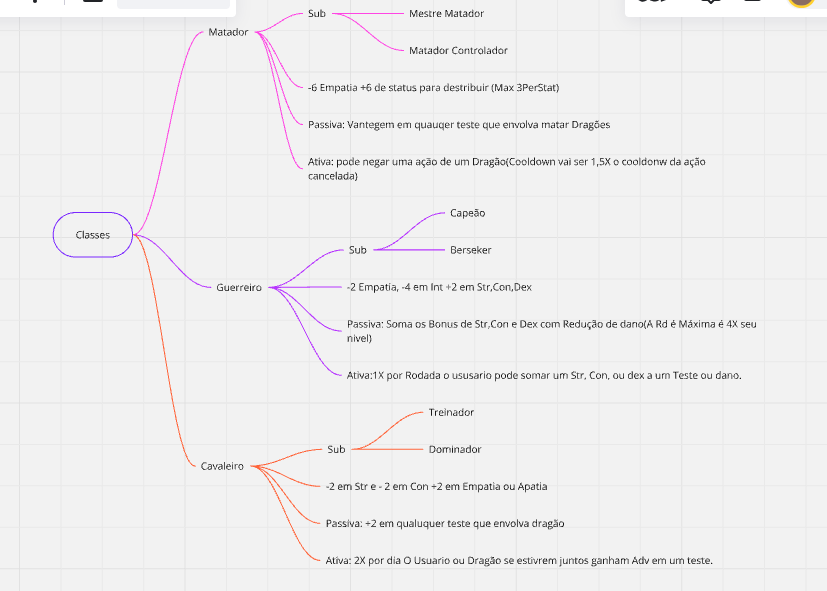 Sub
Mestre Matador
Matador
Matador Controlador
-6 Empatia +6 de status para destribuir (Max 3PerStat)
Passiva: Vantegem em quauqer teste que envolva matar Dragões
Ativa: pode negar uma ação de um Dragão(Cooldown vai ser 1,5X o cooldonw da ação
cancelada)
Classes
Capeão
Sub
Berseker
Guerreiro
-2 Empatia, -4 em Int +2 em Str,Con,Dex
Passiva: Soma os Bonus de Str,Con e Dex com Redução de dano(A Rd é Máxima é 4X seu
nivel)
Ativa:1X por Rodada o ususario pode somar um Str, Con, ou dex a um Teste ou dano.
Treinador
Sub
Dominador
Cavaleiro
-2 em Str e - 2 em Con +2 em Empatia ou Apatia
Passiva: +2 em qualuquer teste que envolva dragão
Ativa: 2X por dia O Usuario ou Dragão se estivrem juntos ganham Adv em um teste.